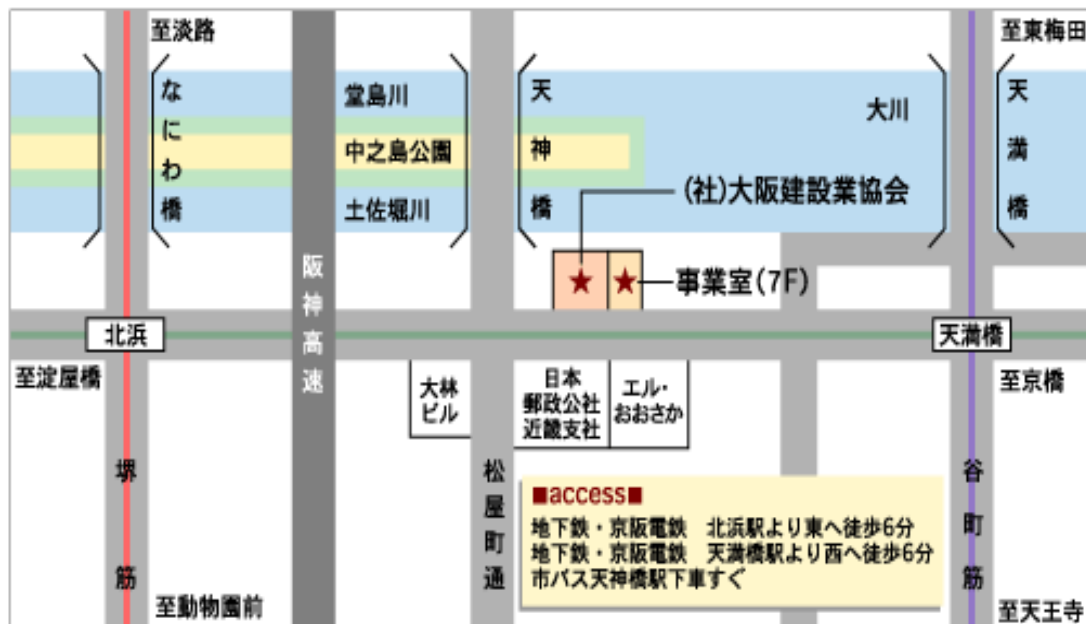 至淡路
至東梅田
なにわ橋
堂島川
天神橋
大川
天満橋
中之島公園
(社)大阪建設業協会
土佐堀川
阪神高速
事業室(7F)
北浜
天満橋
至淀屋橋
大林
ビル
日本
郵政公社
近畿支社
エル・
おおさか
至京橋
堺筋
松屋町通
谷町筋
■access■
地下鉄・京阪電鉄　北浜駅より東へ徒歩6分
地下鉄・京阪電鉄　天満橋駅より西へ徒歩6分
市バス天神橋駅下車すぐ
至動物園前
至天王寺